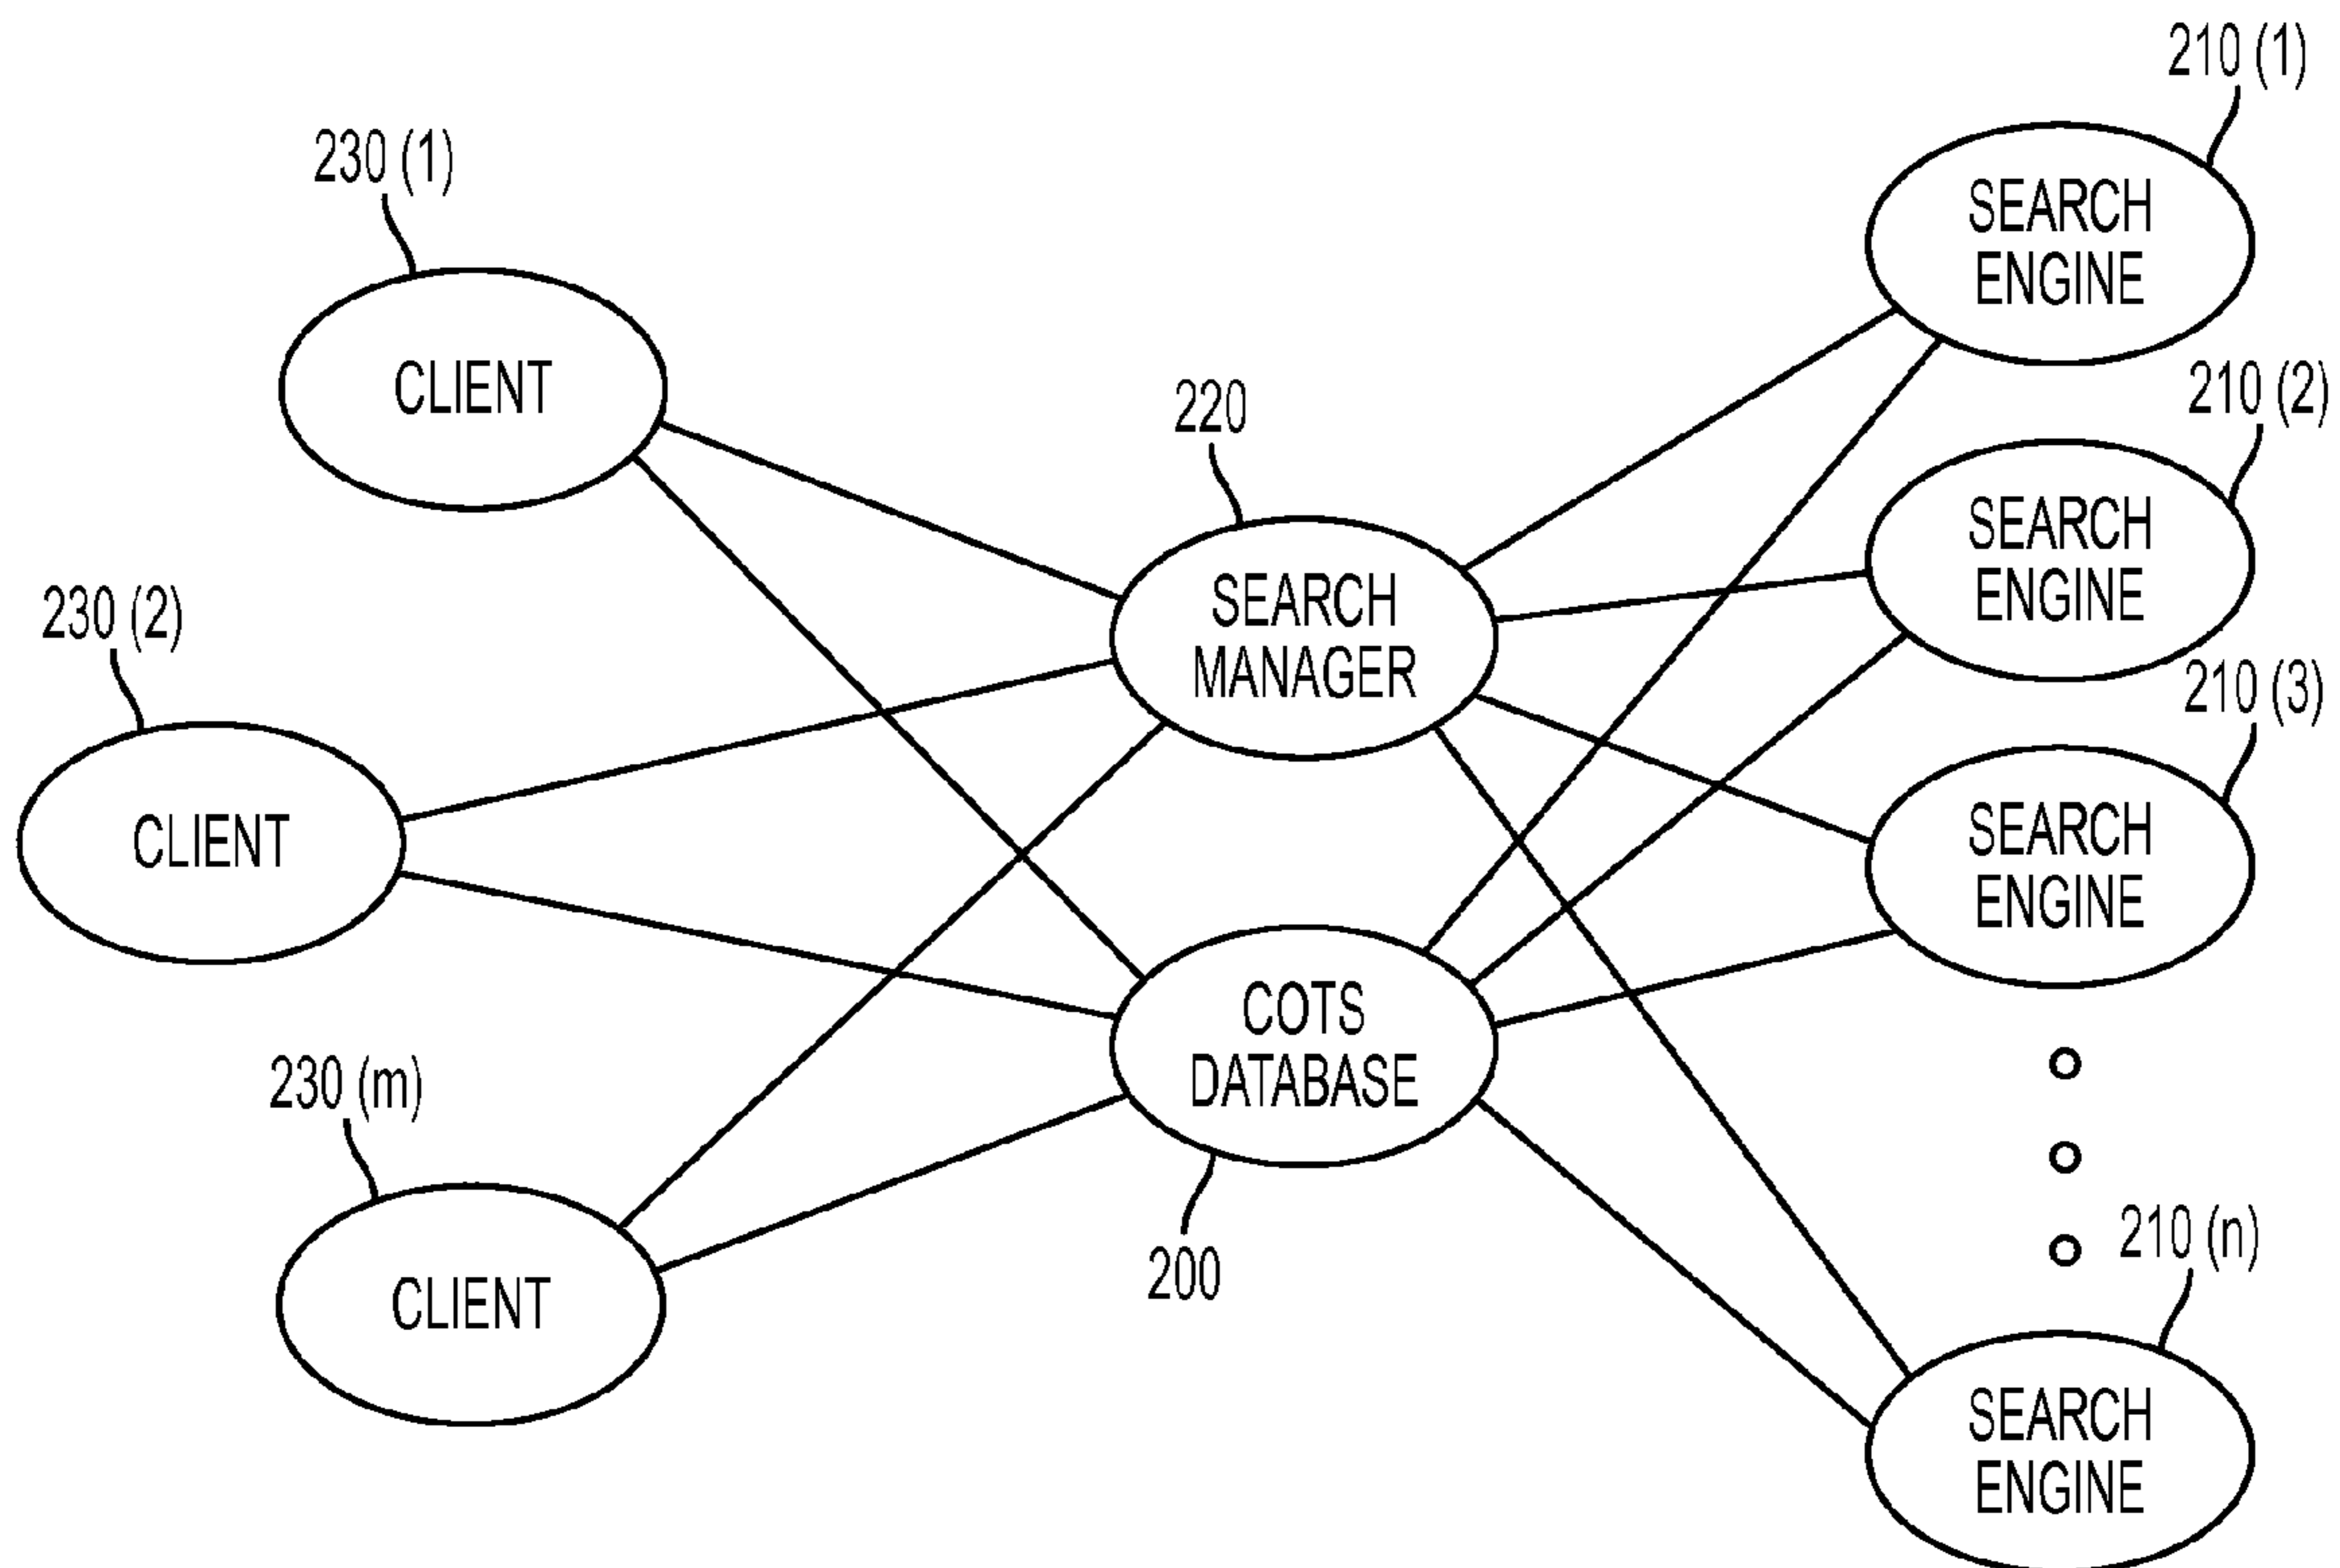 210 (1)
SEARCH
ENGINE
230 (1)
CLIENT
210 (2)
SEARCH
ENGINE
220
SEARCH
MANAGER
230 (2)
CLIENT
210 (3)
SEARCH
ENGINE
COTS
DATABASE
200
230 (m)
CLIENT
210 (n)
SEARCH
ENGINE